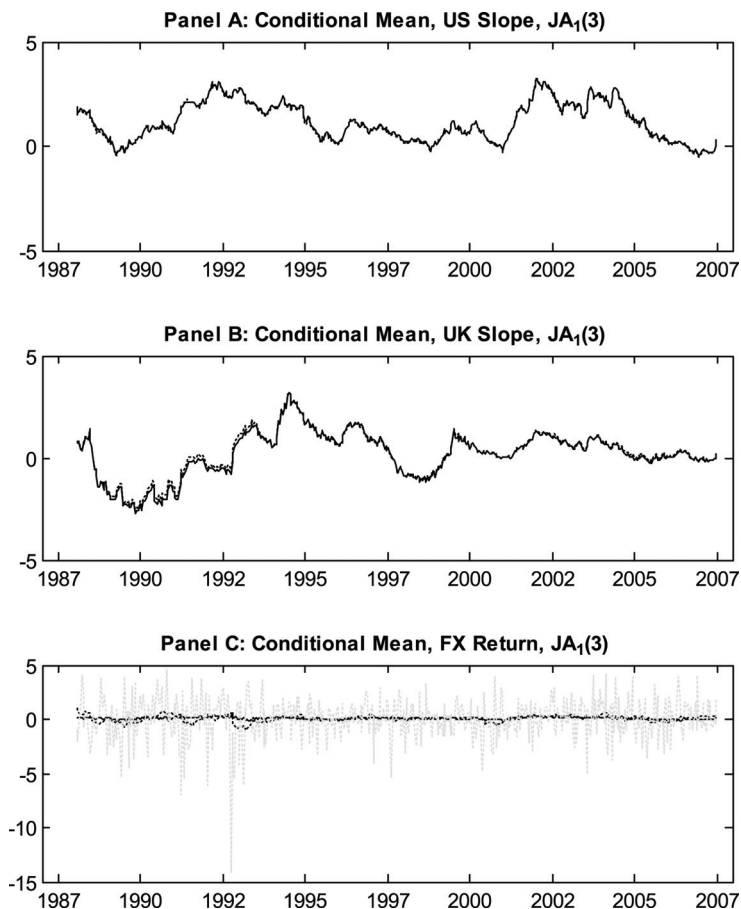 Panel A: Conditional Mean, US Slope, JA₁(3)
5
0
-5
1987 1990 1992 1995 1997 2000 2002 2005 2007
Panel B: Conditional Mean, UK Slope, JA₁(3)
5
0
-5
1987 1990 1992 1995 1997 2000 2002 2005 2007
Panel C: Conditional Mean, FX Return, JA₁(3)
5
0
-5
-10
-15
1987 1990 1992 1995 1997 2000 2002 2005 2007